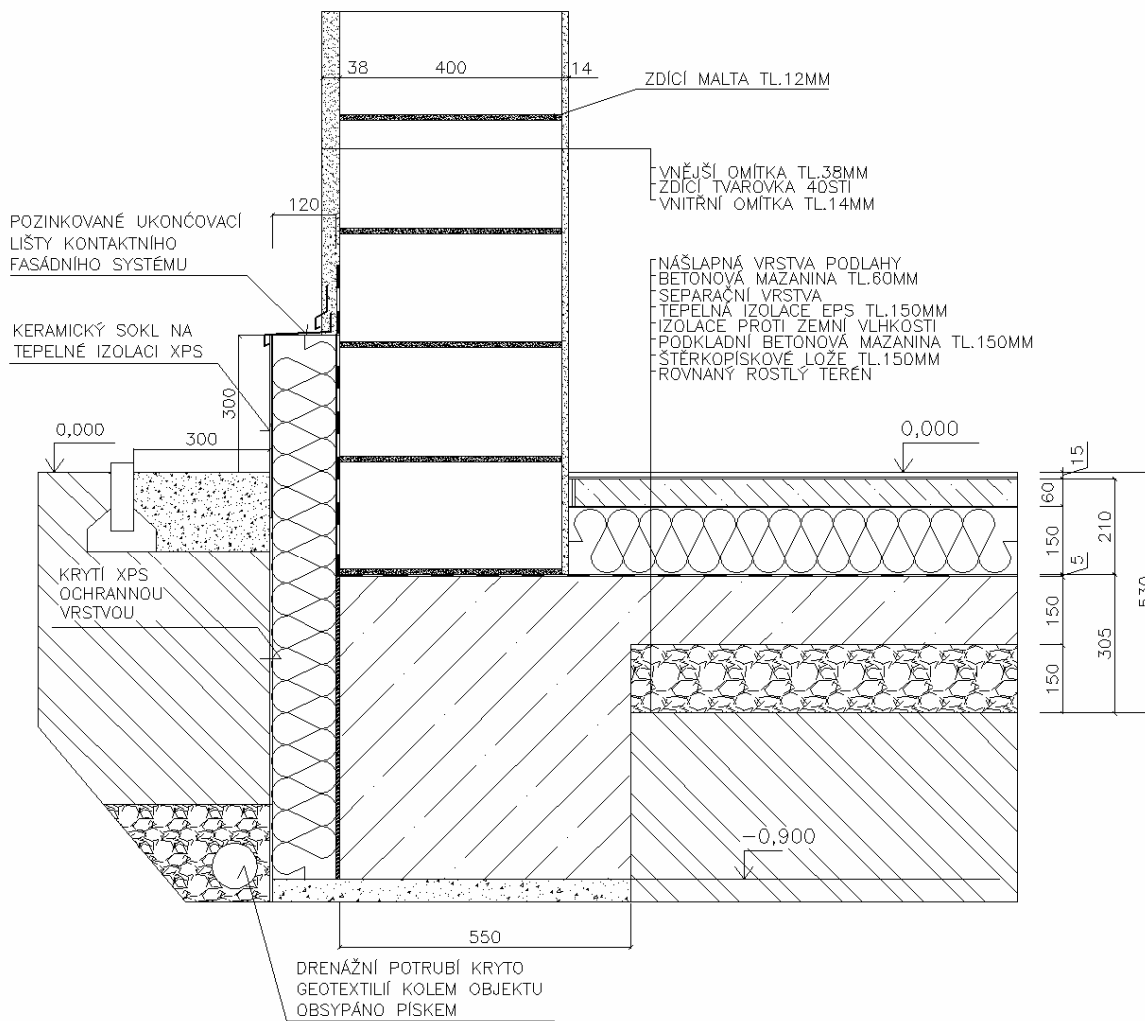 38
400
14
ZDÍCÍ MALTA TL.12MM
VNĚJŠÍ OMÍTKA TL.38MM
ZDÍCÍ TVAROVKA 40STI
VNITŘNÍ OMÍTKA TL.14MM
120
POZINKOVANÉ UKONČOVACÍ
LIŠTY KONTAKTNÍHO
FASÁDNÍHO SYSTÉMU
NÁŠLAPNÁ VRSTVA PODLAHY
BETONOVÁ MAZANINA TL.60MM
SEPARAČNÍ VRSTVA
TEPELNÁ IZOLACE EPS TL.150MM
IZOLACE PROTI ZEMNÍ VLHKOSTI
PODKLADNÍ BETONOVÁ MAZANINA TL.150MM
ŠTĚRKOPÍSKOVÉ LOŽE TL.150MM
ROVNANÝ ROSTLÝ TERÉN
KERAMICKÝ SOKL NA
TEPELNÉ IZOLACI XPS
300
0,000
300
0,000
15
60
150
210
5
530
150
305
150
KRYTÍ XPS
OCHRANNOU
VRSTVOU
-0,900
550
DRENÁŽNÍ POTRUBÍ KRYTO
GEOTEXTILIÍ KOLEM OBJEKTU
OBSYPÁNO PÍSKEM